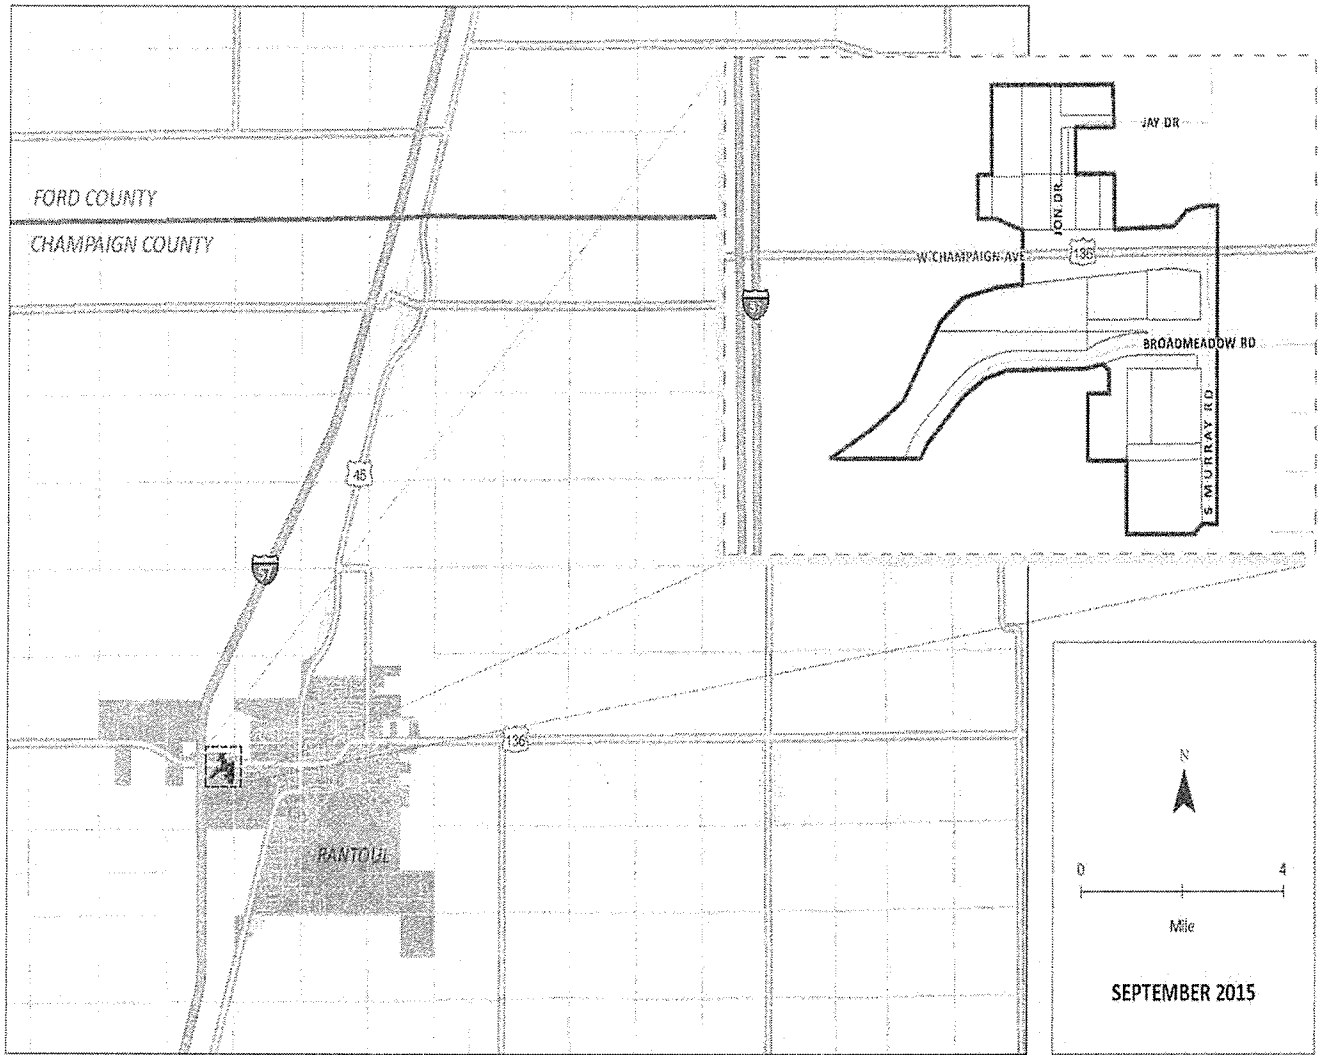 FORD COUNTY
CHAMPAIGN COUNTY
JAY DR
JON DR
W CHAMPAIGN AVE
136
57
BROADMEADOW RD
S MURRAY RD
45
57
136
RANTOUL
N
0 4
Mile
SEPTEMBER 2015